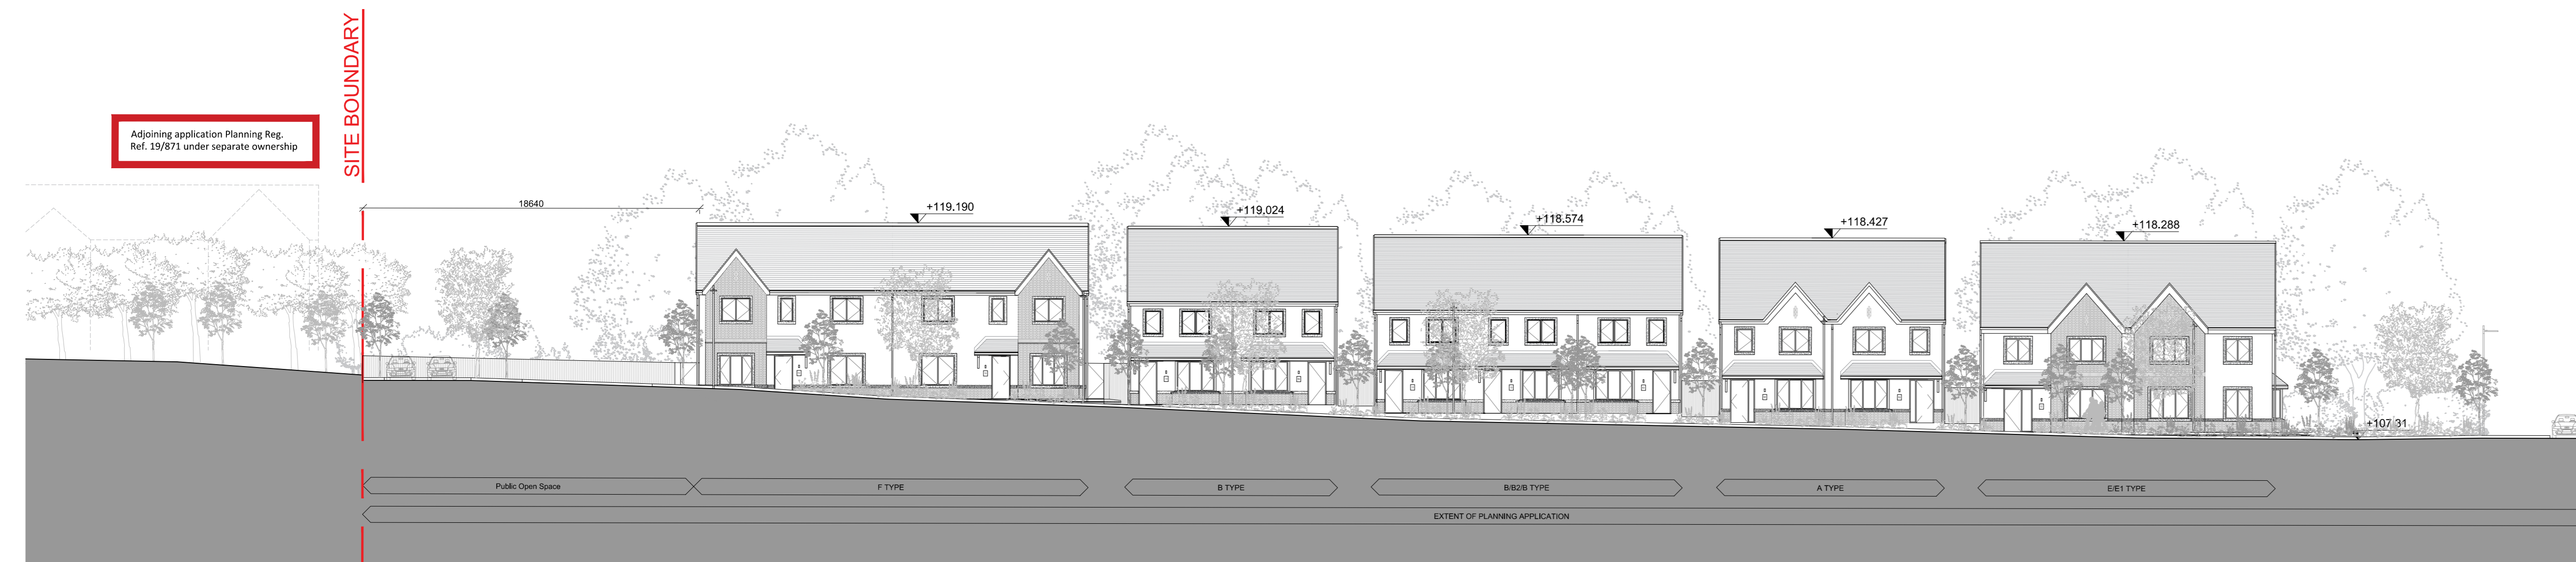 SITE BOUNDARY
Adjoining application Planning Reg.
Ref. 19/871 under separate ownership
18640
+119.190
+119.024
+118.574
+118.427
+118.288
+107.31
Public Open Space
F TYPE
B TYPE
B/B2/B TYPE
A TYPE
E/E1 TYPE
EXTENT OF PLANNING APPLICATION